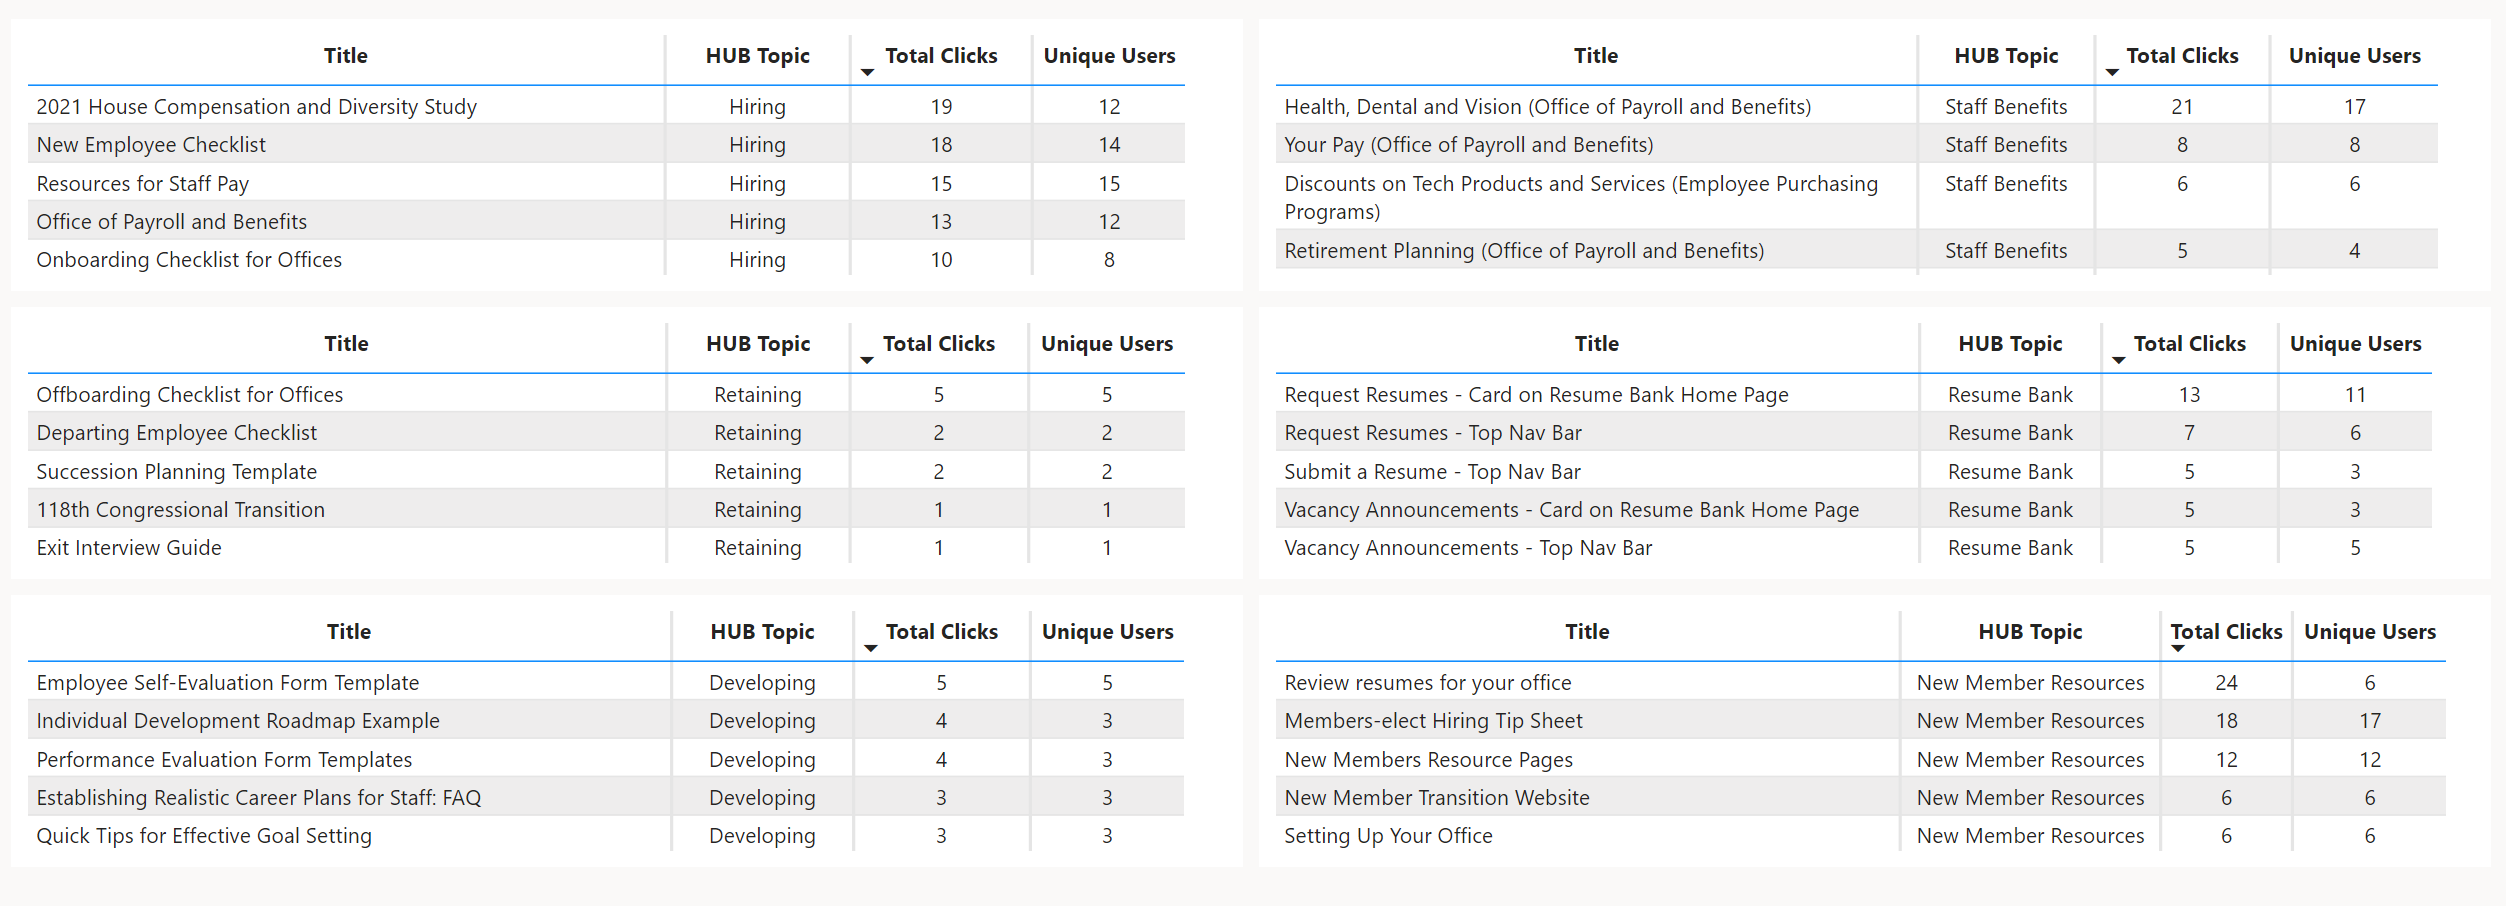 Title HUB Topic Total Clicks Unique Users
2021 House Compensation and Diversity Study Hiring 19 12
New Employee Checklist Hiring 18 14
Resources for Staff Pay Hiring 15 15
Office of Payroll and Benefits Hiring 13 12
Onboarding Checklist for Offices Hiring 10 8
Title HUB Topic Total Clicks Unique Users
Health, Dental and Vision (Office of Payroll and Benefits) Staff Benefits 21 17
Your Pay (Office of Payroll and Benefits) Staff Benefits 8 8
Discounts on Tech Products and Services (Employee Purchasing Staff Benefits 6 6
Programs)
Retirement Planning (Office of Payroll and Benefits) Staff Benefits 5 4
Title HUB Topic Total Clicks Unique Users
Offboarding Checklist for Offices Retaining 5 5
Departing Employee Checklist Retaining 2 2
Succession Planning Template Retaining 2 2
118th Congressional Transition Retaining 1 1
Exit Interview Guide Retaining 1 1
Title HUB Topic Total Clicks Unique Users
Request Resumes - Card on Resume Bank Home Page Resume Bank 13 11
Request Resumes - Top Nav Bar Resume Bank 7 6
Submit a Resume - Top Nav Bar Resume Bank 5 3
Vacancy Announcements - Card on Resume Bank Home Page Resume Bank 5 3
Vacancy Announcements - Top Nav Bar Resume Bank 5 5
Title HUB Topic Total Clicks Unique Users
Employee Self-Evaluation Form Template Developing 5 5
Individual Development Roadmap Example Developing 4 3
Performance Evaluation Form Templates Developing 4 3
Establishing Realistic Career Plans for Staff: FAQ Developing 3 3
Quick Tips for Effective Goal Setting Developing 3 3
Title HUB Topic Total Clicks Unique Users
Review resumes for your office New Member Resources 24 6
Members-elect Hiring Tip Sheet New Member Resources 18 17
New Members Resource Pages New Member Resources 12 12
New Member Transition Website New Member Resources 6 6
Setting Up Your Office New Member Resources 6 6